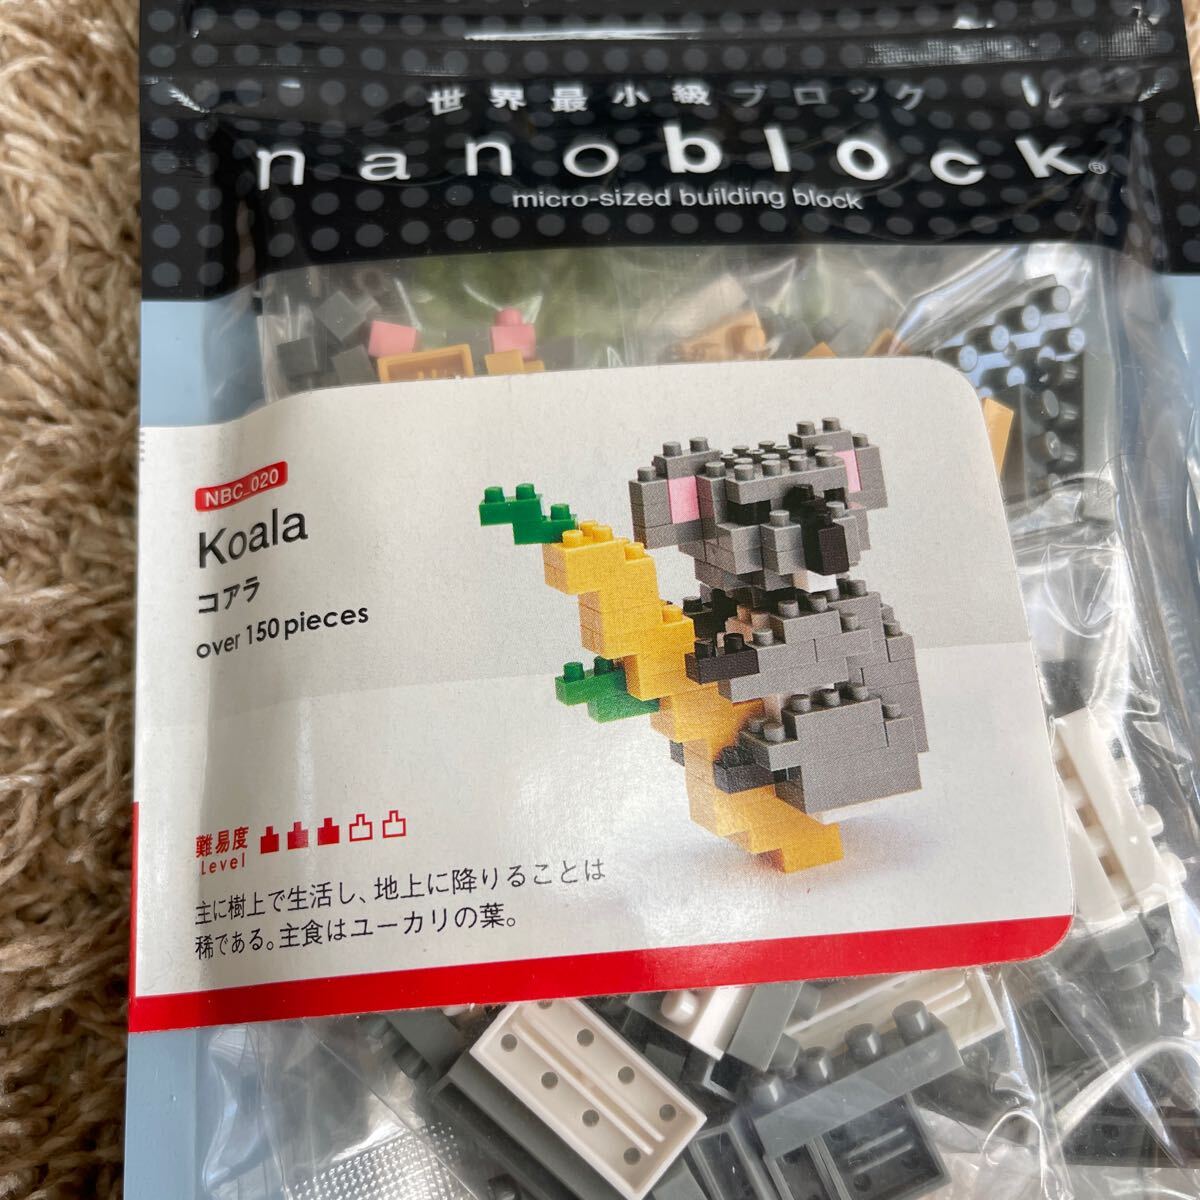 世界最小級ブロック
nanoblock®
micro-sized building block
NBC_020
Koala
コアラ
over 150 pieces
難易度
Level
主に樹上で生活し、地上に降りることは
稀である。主食はユーカリの葉。